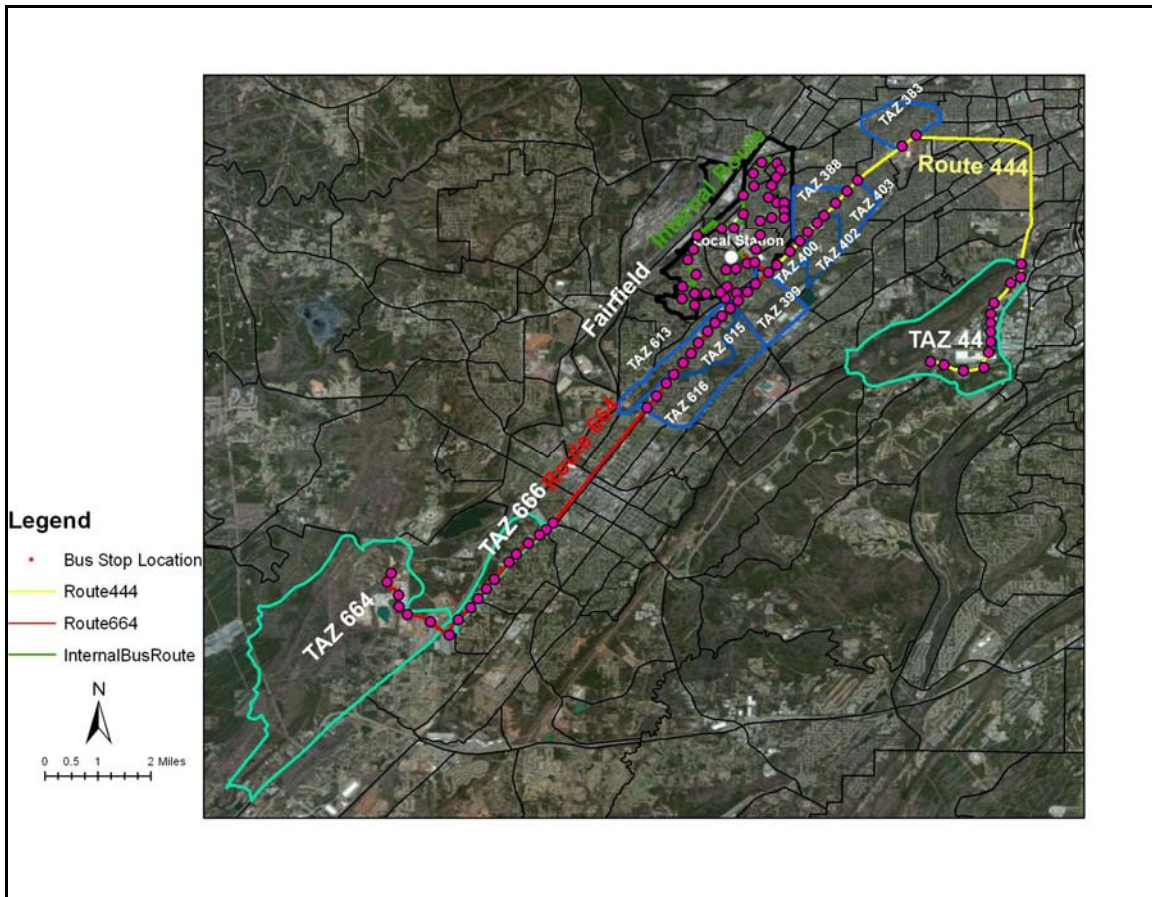 TAZ 383
Route 444
Internal Route
TAZ 388
TAZ 403
Local Station
TAZ 402
TAZ 400
Fairfield
TAZ 399
TAZ 613
TAZ 615
TAZ 44
TAZ 616
Route 664
TAZ 666
TAZ 664
Legend
Bus Stop Location
Route444
Route664
InternalBusRoute
N
0 0.5 1 2 Miles